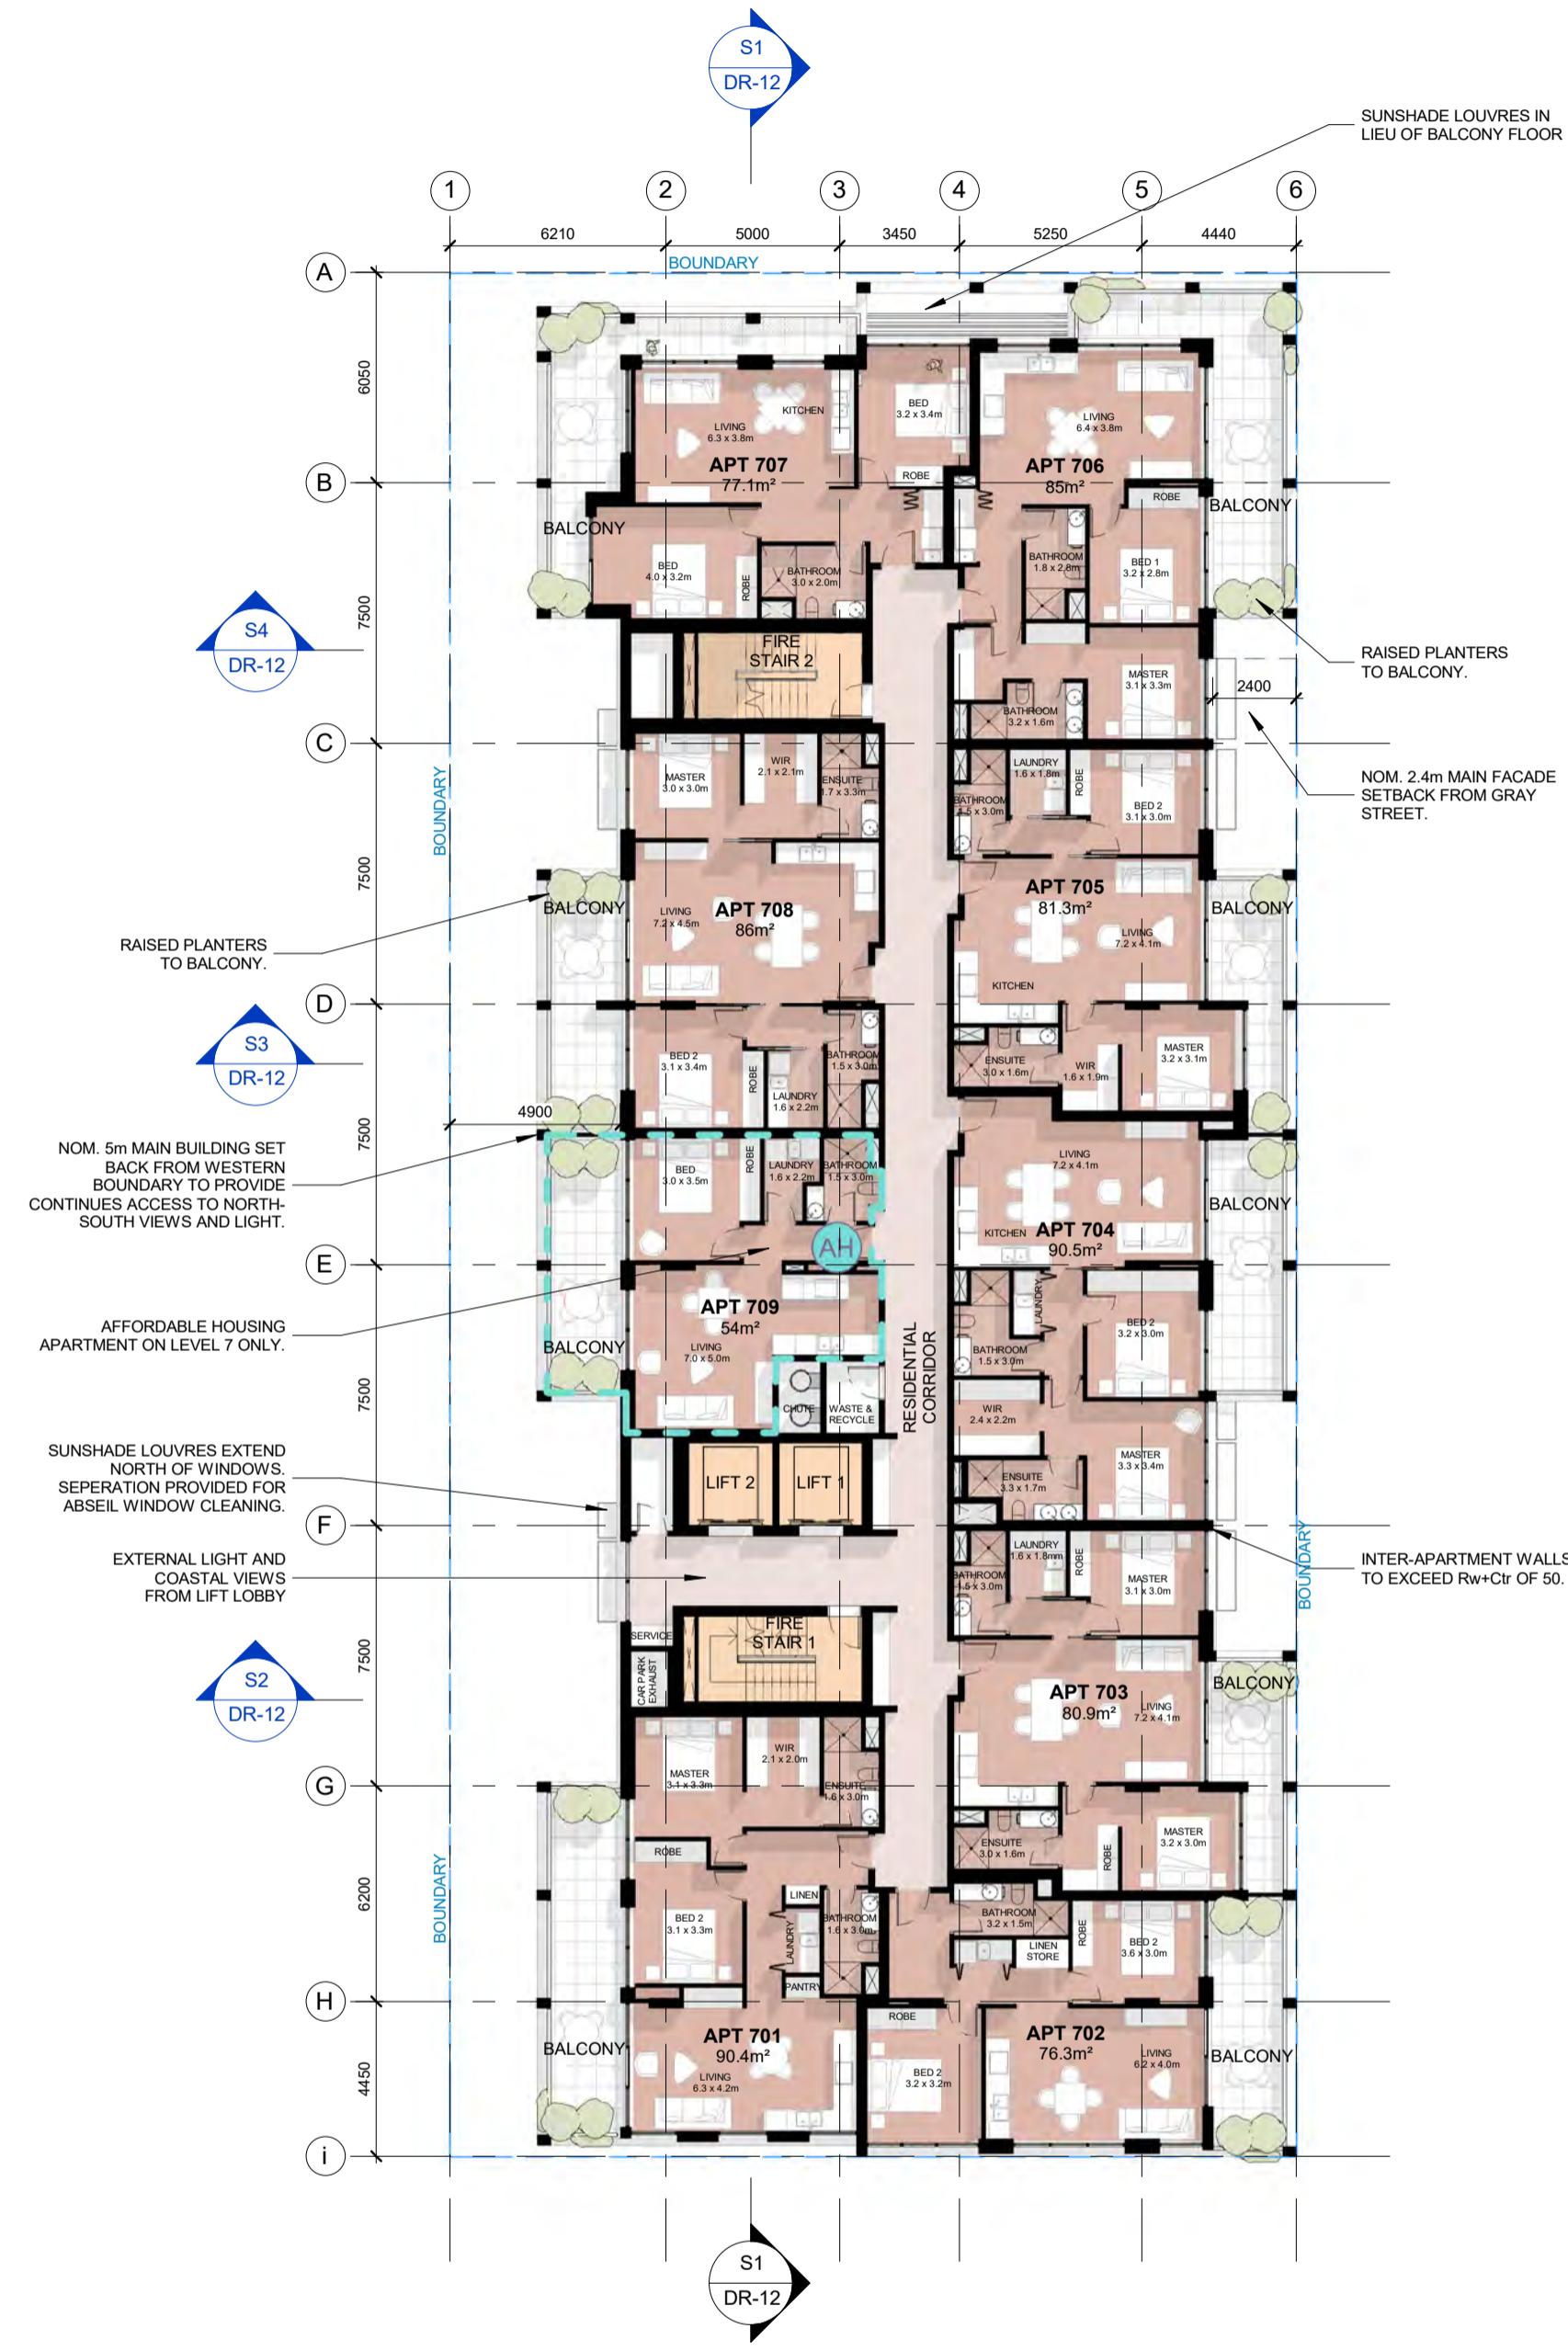 S1
DR-12
SUNSHADE LOUVRES IN
LIEU OF BALCONY FLOOR
1
2
3
4
5
6
6210
5000
3450
5250
4440
BOUNDARY
A
6050
BED
3.2 x 3.4m
KITCHEN
LIVING
6.3 x 3.8m
LIVING
6.4 x 3.8m
APT 707
77.1m²
APT 706
85m²
B
ROBE
ROBE
BALCONY
BALCONY
BED
4.0 x 3.2m
ROBE
BATHROOM
3.0 x 2.0m
BATHROOM
1.8 x 2.8m
BED 1
3.2 x 2.8m
7500
S4
DR-12
FIRE
STAIR 2
RAISED PLANTERS
TO BALCONY.
MASTER
3.1 x 3.3m
2400
BATHROOM
3.2 x 1.6m
C
MASTER
3.0 x 3.0m
WIR
2.1 x 2.1m
ENSUITE
1.7 x 3.3m
LAUNDRY
1.6 x 1.8m
ROBE
BATHROOM
1.5 x 3.0m
BED 2
3.1 x 3.0m
NOM. 2.4m MAIN FACADE
SETBACK FROM GRAY
STREET.
BOUNDARY
7500
APT 705
81.3m²
BALCONY
LIVING
7.2 x 4.5m
APT 708
86m²
BALCONY
LIVING
7.2 x 4.1m
RAISED PLANTERS
TO BALCONY.
KITCHEN
D
S3
DR-12
BED 2
3.1 x 3.4m
ROBE
LAUNDRY
1.6 x 2.2m
BATHROOM
1.5 x 3.0m
ENSUITE
3.0 x 1.6m
WIR
1.6 x 1.9m
MASTER
3.2 x 3.1m
4900
7500
NOM. 5m MAIN BUILDING SET
BACK FROM WESTERN
BOUNDARY TO PROVIDE
CONTINUES ACCESS TO NORTH-
SOUTH VIEWS AND LIGHT.
BED
3.0 x 3.5m
ROBE
LAUNDRY
1.6 x 2.2m
BATHROOM
1.5 x 3.0m
LIVING
7.2 x 4.1m
BALCONY
AH
KITCHEN
APT 704
90.5m²
E
AFFORDABLE HOUSING
APARTMENT ON LEVEL 7 ONLY.
APT 709
54m²
BALCONY
LIVING
7.0 x 5.0m
LAUNDRY
BED 2
3.2 x 3.0m
BATHROOM
1.5 x 3.0m
7500
CHUTE
WASTE &
RECYCLE
RESIDENTIAL
CORRIDOR
WIR
2.4 x 2.2m
MASTER
3.3 x 3.4m
ENSUITE
3.3 x 1.7m
SUNSHADE LOUVRES EXTEND
NORTH OF WINDOWS.
SEPERATION PROVIDED FOR
ABSEIL WINDOW CLEANING.
LIFT 2
LIFT 1
F
EXTERNAL LIGHT AND
COASTAL VIEWS
FROM LIFT LOBBY
LAUNDRY
1.6 x 1.8mm
ROBE
BATHROOM
1.5 x 3.0m
MASTER
3.1 x 3.0m
BOUNDARY
INTER-APARTMENT WALLS
TO EXCEED Rw+Ctr OF 50.
SERVICE
FIRE
STAIR 1
CAR PARK
EXHAUST
7500
S2
DR-12
APT 703
80.9m²
LIVING
7.2 x 4.1m
BALCONY
MASTER
3.1 x 3.3m
WIR
2.1 x 2.0m
ENSUITE
1.6 x 3.0m
G
ROBE
ENSUITE
3.0 x 1.6m
ROBE
MASTER
3.2 x 3.0m
BOUNDARY
6200
BED 2
3.1 x 3.3m
LINEN
LAUNDRY
BATHROOM
1.6 x 3.0m
PANTRY
BATHROOM
3.2 x 1.5m
LINEN
STORE
ROBE
BED 2
3.6 x 3.0m
H
ROBE
APT 701
90.4m²
APT 702
76.3m²
BALCONY
LIVING
6.3 x 4.2m
BED 2
3.2 x 3.2m
LIVING
6.2 x 4.0m
BALCONY
4450
i
S1
DR-12